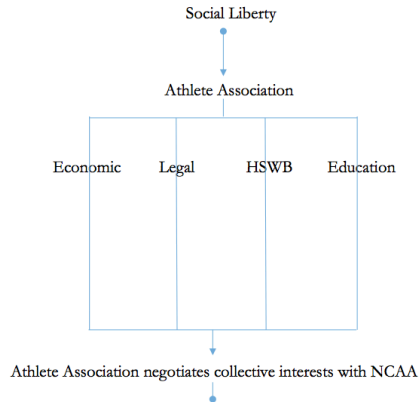 Social Liberty
Athlete Association
Economic Legal HSWB Education
Athlete Association negotiates collective interests with NCAA